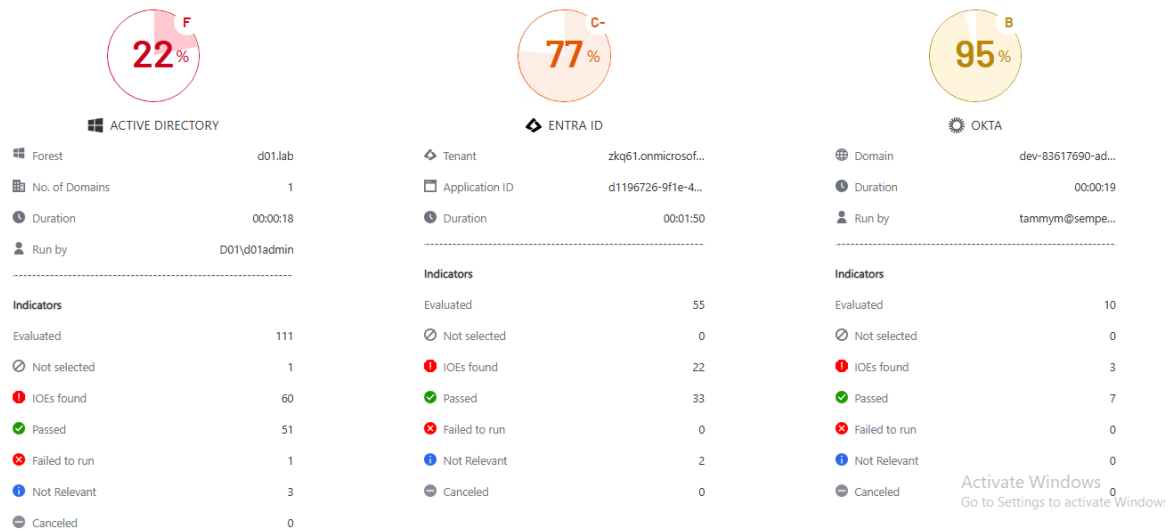 F
22 %
ACTIVE DIRECTORY
Forest d01.lab
No. of Domains 1
Duration 00:00:18
Run by D01\d01admin
Indicators
Evaluated 111
Not selected 1
IOEs found 60
Passed 51
Failed to run 1
Not Relevant 3
Canceled 0
C-
77 %
ENTRA ID
Tenant zkq61.onmicrosof...
Application ID d1196726-9f1e-4...
Duration 00:01:50
Indicators
Evaluated 55
Not selected 0
IOEs found 22
Passed 33
Failed to run 0
Not Relevant 2
Canceled 0
B
95 %
OKTA
Domain dev-83617690-ad...
Duration 00:00:19
Run by tammym@sempe...
Indicators
Evaluated 10
Not selected 0
IOEs found 3
Passed 7
Failed to run 0
Not Relevant 0
Canceled 0
Activate Windows
Go to Settings to activate Windows